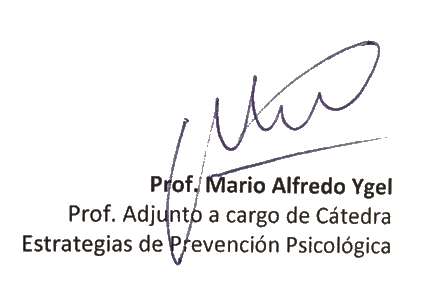 Prof. Mario Alfredo Ygel
Prof. Adjunto a cargo de Cátedra
Estrategias de Prevención Psicológica